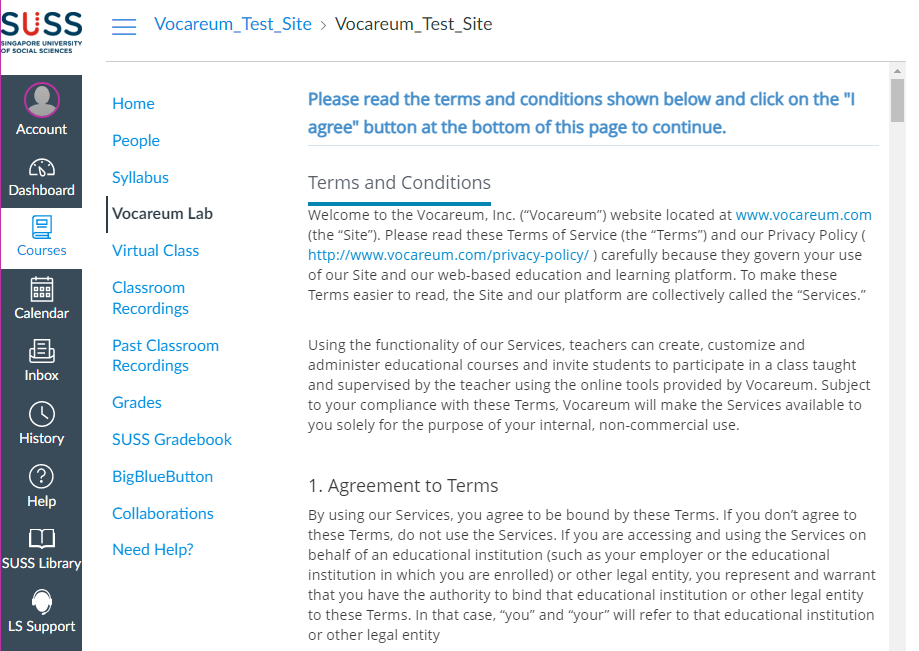 SUSS
SINGAPORE UNIVERSITY
OF SOCIAL SCIENCES
Vocareum_Test_Site › Vocareum_Test_Site
Account
Dashboard
Courses
Calendar
Inbox
History
Help
SUSS Library
LS Support
Home
People
Syllabus
Vocareum Lab
Virtual Class
Classroom
Recordings
Past Classroom
Recordings
Grades
SUSS Gradebook
BigBlueButton
Collaborations
Need Help?
Please read the terms and conditions shown below and click on the "I
agree" button at the bottom of this page to continue.
Terms and Conditions
Welcome to the Vocareum, Inc. (“Vocareum”) website located at www.vocareum.com
(the “Site”). Please read these Terms of Service (the “Terms”) and our Privacy Policy (
http://www.vocareum.com/privacy-policy/ ) carefully because they govern your use
of our Site and our web-based education and learning platform. To make these
Terms easier to read, the Site and our platform are collectively called the “Services.”
Using the functionality of our Services, teachers can create, customize and
administer educational courses and invite students to participate in a class taught
and supervised by the teacher using the online tools provided by Vocareum. Subject
to your compliance with these Terms, Vocareum will make the Services available to
you solely for the purpose of your internal, non-commercial use.
1. Agreement to Terms
By using our Services, you agree to be bound by these Terms. If you don’t agree to
these Terms, do not use the Services. If you are accessing and using the Services on
behalf of an educational institution (such as your employer or the educational
institution in which you are enrolled) or other legal entity, you represent and warrant
that you have the authority to bind that educational institution or other legal entity
to these Terms. In that case, “you” and “your” will refer to that educational institution
or other legal entity